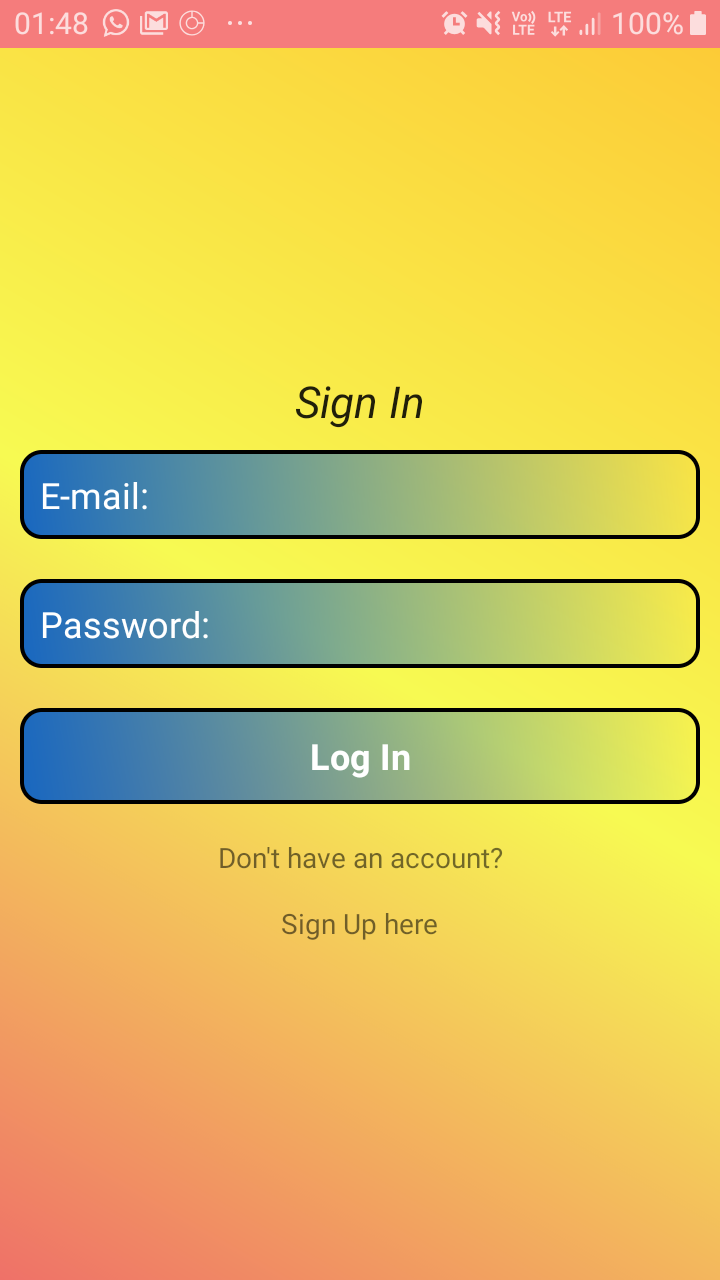 01:48 ... Vo)) LTE LTE 100%
Sign In
E-mail:
Password:
Log In
Don't have an account?
Sign Up here